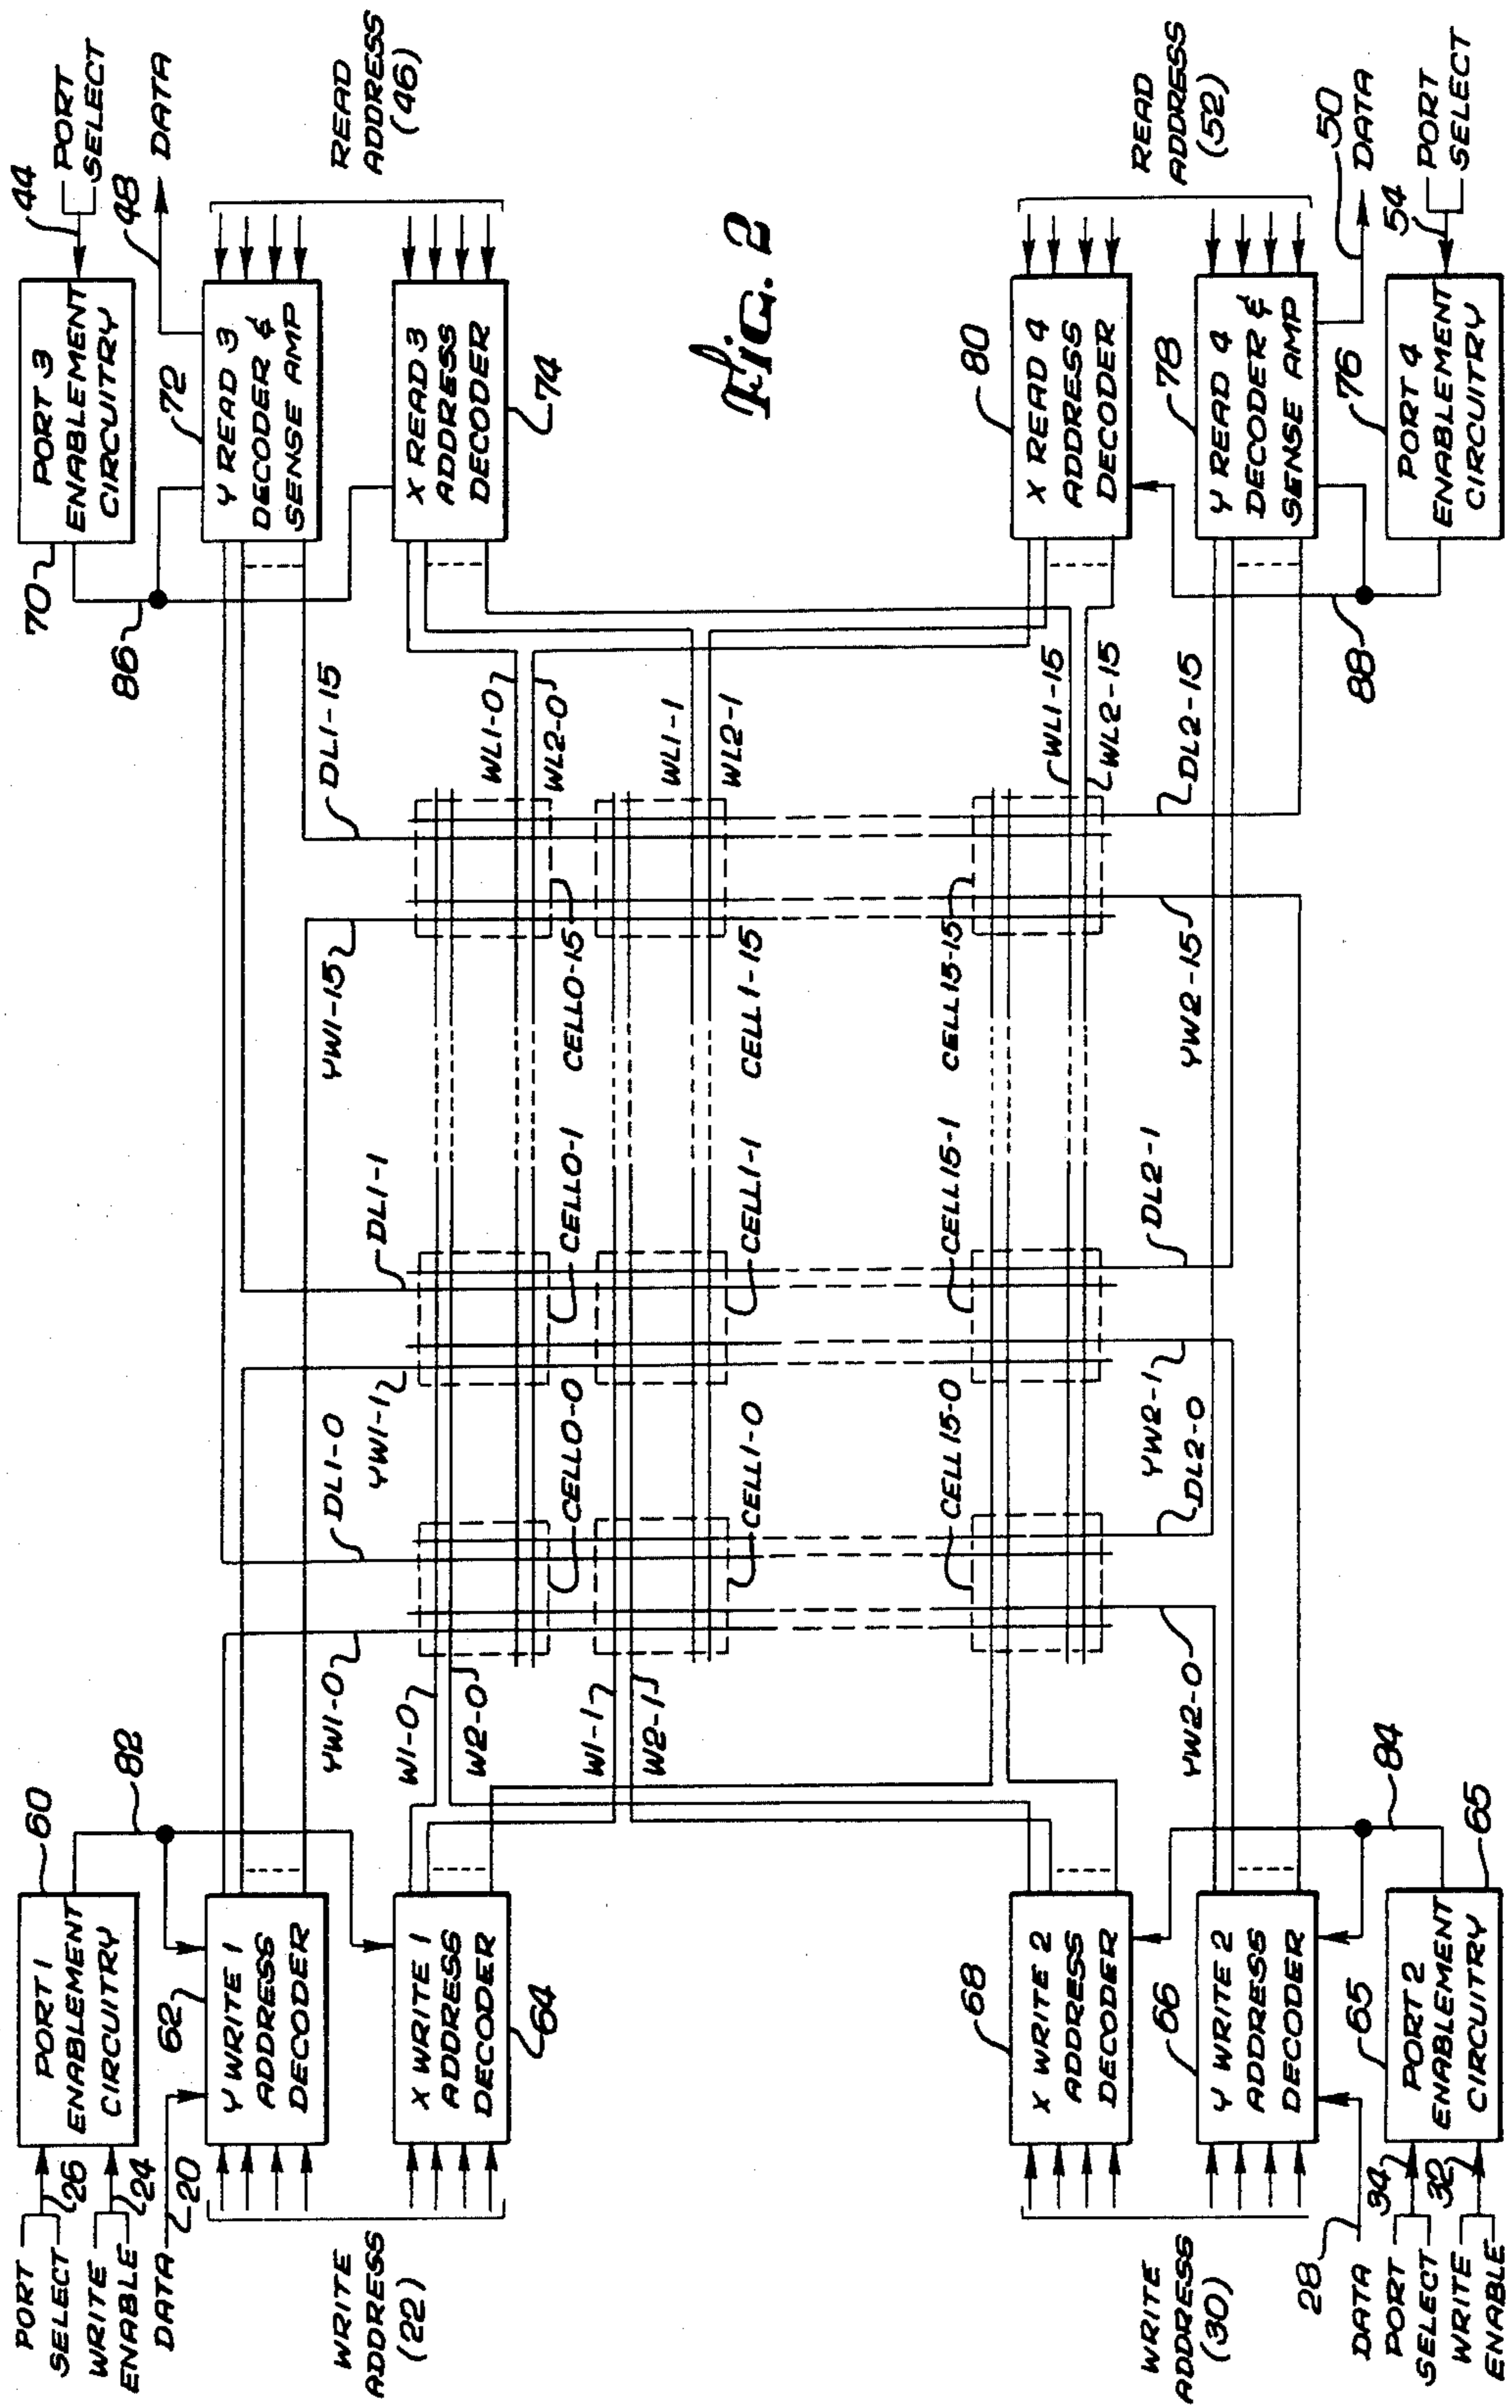 PORT
SELECT
26
WRITE
ENABLE
24
DATA
20
PORT 1
ENABLEMENT
CIRCUITRY
60
82
62
Y WRITE 1
ADDRESS
DECODER
WRITE
ADDRESS
(22)
X WRITE 1
ADDRESS
DECODER
64
PORT 3
ENABLEMENT
CIRCUITRY
70
86
44
PORT
SELECT
48
DATA
72
Y READ 3
DECODER &
SENSE AMP
X READ 3
ADDRESS
DECODER
74
READ
ADDRESS
(46)
YW1-0
DL1-0
YW1-1
DL1-1
YW1-15
DL1-15
W1-0
W2-0
W1-1
W2-1
WL1-0
WL2-0
WL1-1
WL2-1
WL1-15
WL2-15
CELL0-0
CELL0-1
CELL0-15
CELL1-0
CELL1-1
CELL1-15
CELL15-0
CELL15-1
CELL15-15
YW2-0
YW2-1
DL2-0
DL2-1
YW2-15
DL2-15
Fig. 2
68
X WRITE 2
ADDRESS
DECODER
66
Y WRITE 2
ADDRESS
DECODER
WRITE
ADDRESS
(30)
28
DATA
PORT
SELECT
34
WRITE
ENABLE
32
65
PORT 2
ENABLEMENT
CIRCUITRY
65
84
80
X READ 4
ADDRESS
DECODER
78
Y READ 4
DECODER &
SENSE AMP
READ
ADDRESS
(52)
50
DATA
76
PORT 4
ENABLEMENT
CIRCUITRY
54
PORT
SELECT
88